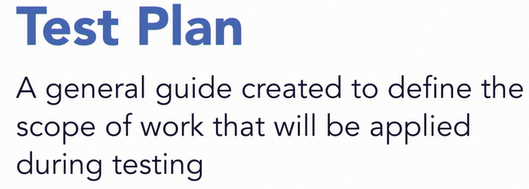 Test Plan
A general guide created to define the
scope of work that will be applied
during testing